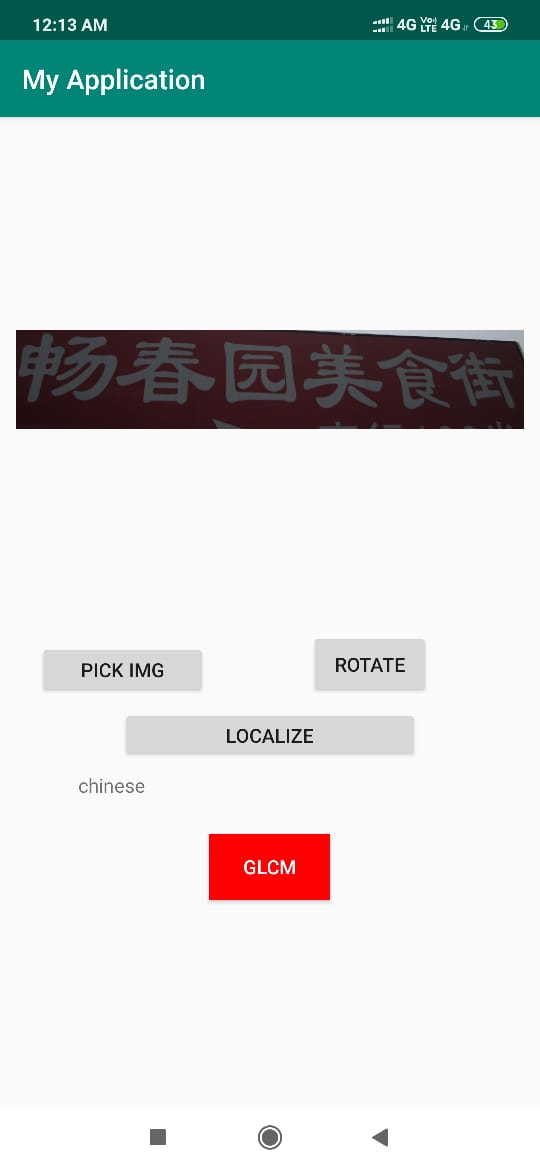 12:13 AM 4G Vo) LTE 4G 43
My Application
畅春园美食街
PICK IMG ROTATE
LOCALIZE
chinese
GLCM